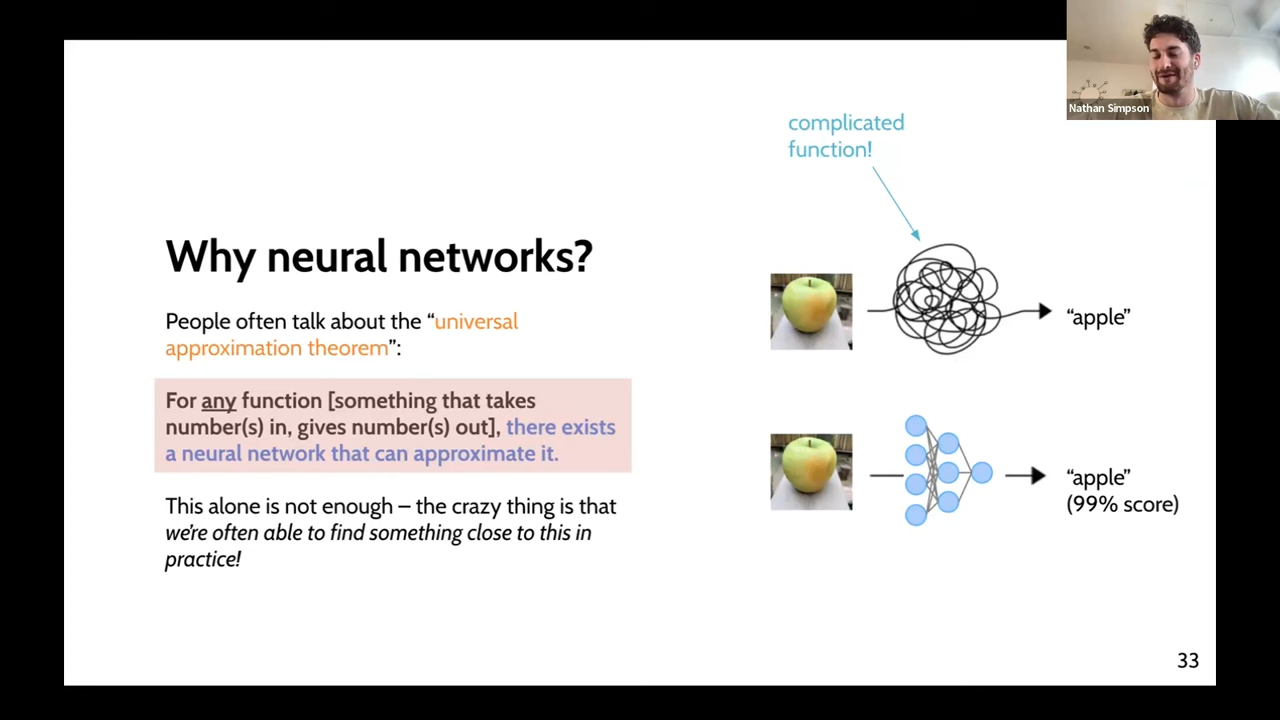 Nathan Simpson
complicated
function!
Why neural networks?
People often talk about the “universal
approximation theorem”:
For any function [something that takes
number(s) in, gives number(s) out], there exists
a neural network that can approximate it.
This alone is not enough – the crazy thing is that
we’re often able to find something close to this in
practice!
“apple”
“apple”
(99% score)
33